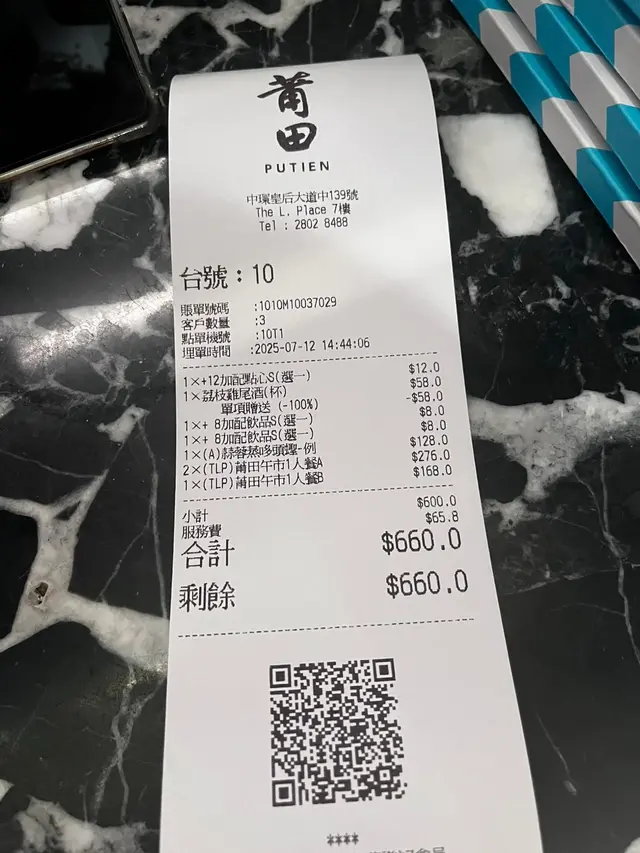 莆
田
PUTIEN
中環皇后大道中139號
The L. Place 7樓
Tel : 2802 8488
台號：10
賬單號碼 :1010M10037029
客戶數量 :3
點單機號 :10T1
埋單時間 :2025-07-12 14:44:06
1×+12加配點心S(選一) $12.0
1×荔枝雞尾酒(杯) $58.0
單項贈送 (-100%) -$58.0
1×+ 8加配飲品S(選一) $8.0
1×+ 8加配飲品S(選一) $8.0
1×(A)蒜蓉蒸 -例 $128.0
2×(TLP)莆田午市1人餐A $276.0
1×(TLP)莆田午市1人餐B $168.0
小計 $600.0
服務費 $65.8
合計 $660.0
剩餘 $660.0
****